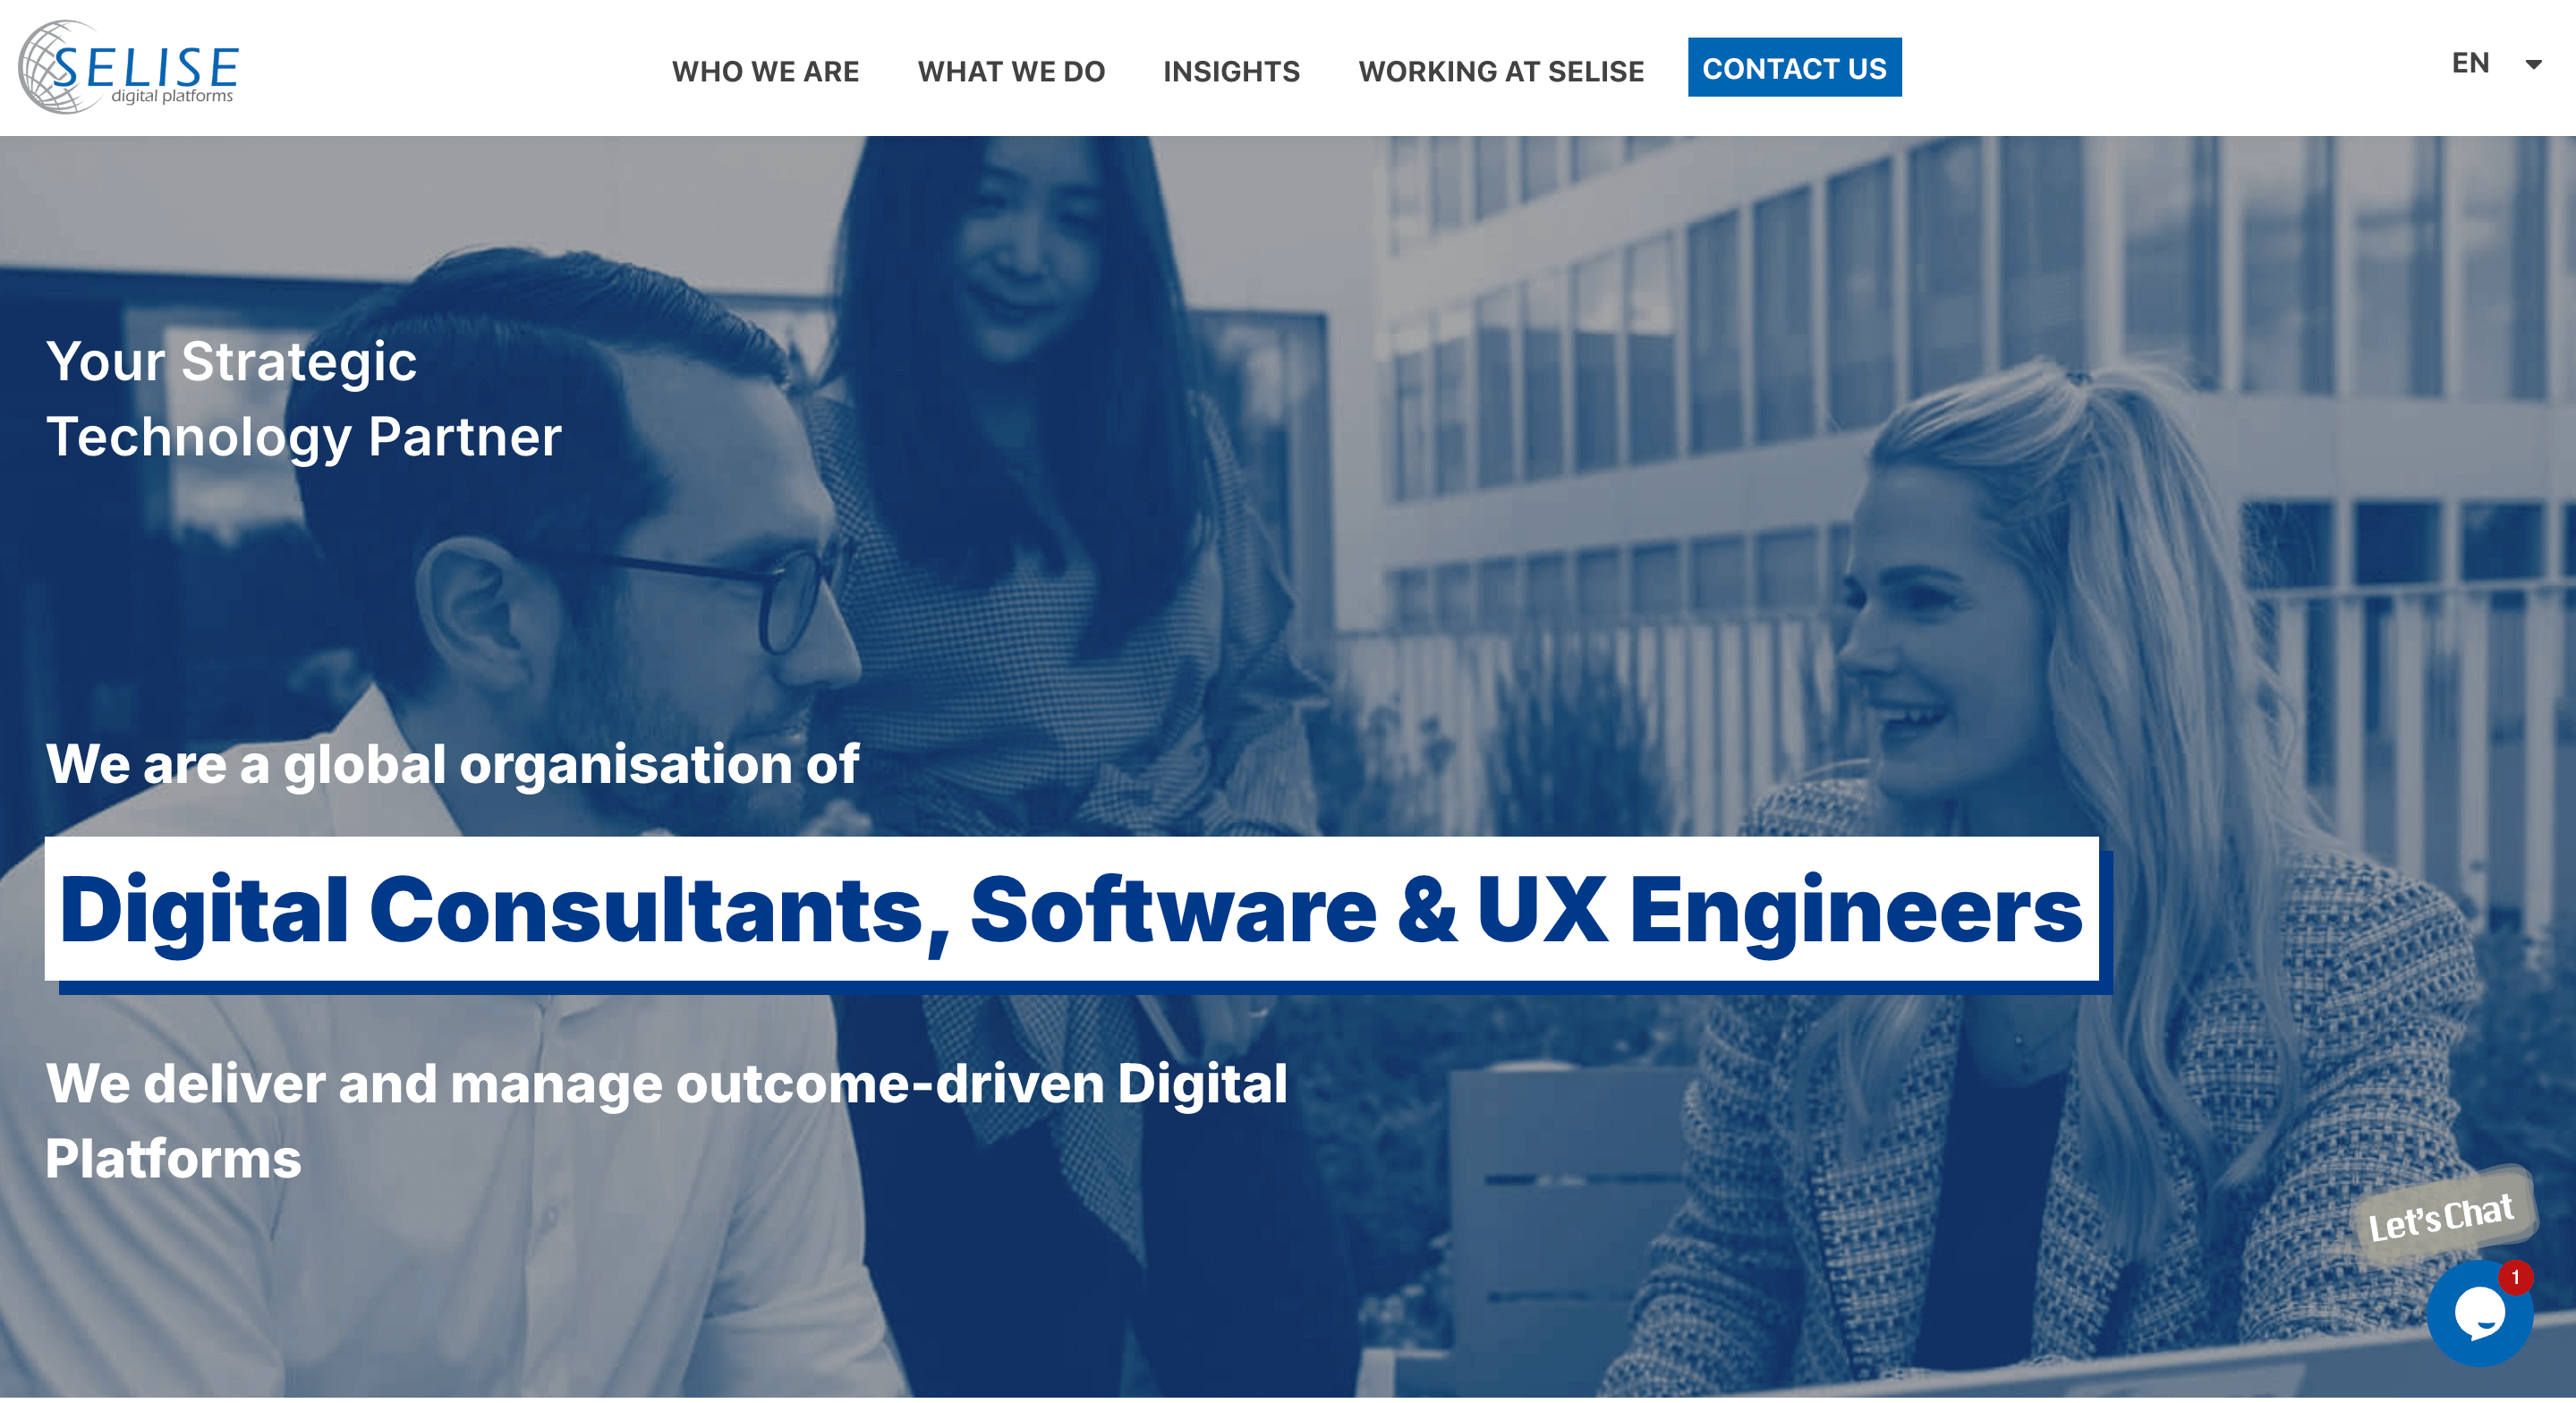 SELISE
digital platforms
WHO WE ARE
WHAT WE DO
INSIGHTS
WORKING AT SELISE
CONTACT US
EN
Your Strategic
Technology Partner
We are a global organisation of
Digital Consultants, Software & UX Engineers
We deliver and manage outcome-driven Digital
Platforms
Let's Chat
1